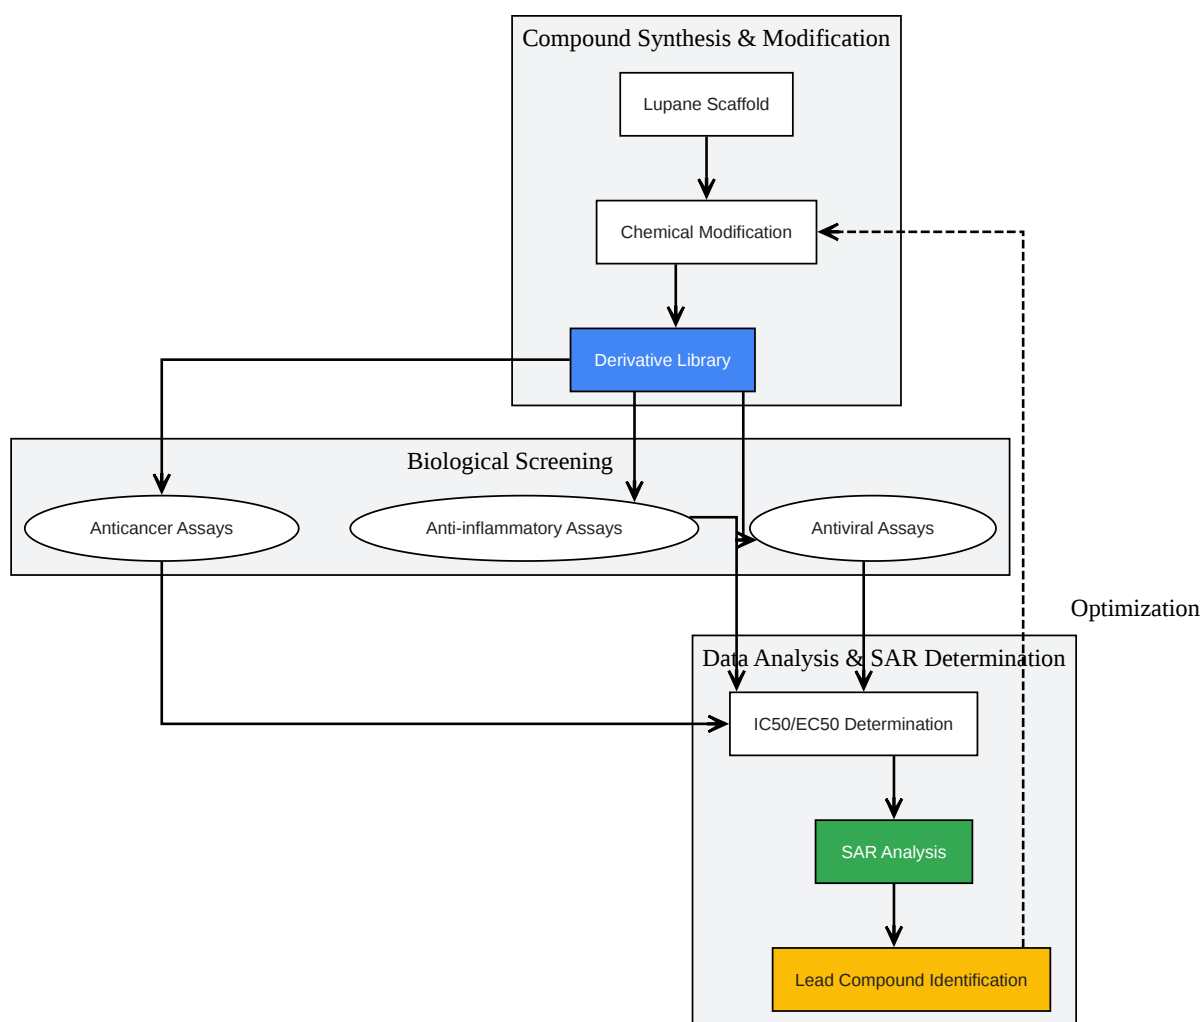 Compound Synthesis & Modification
Lupane Scaffold
Chemical Modification
Derivative Library
Biological Screening
Anticancer Assays
Anti-inflammatory Assays
Antiviral Assays
Optimization
Data Analysis & SAR Determination
IC50/EC50 Determination
SAR Analysis
Lead Compound Identification